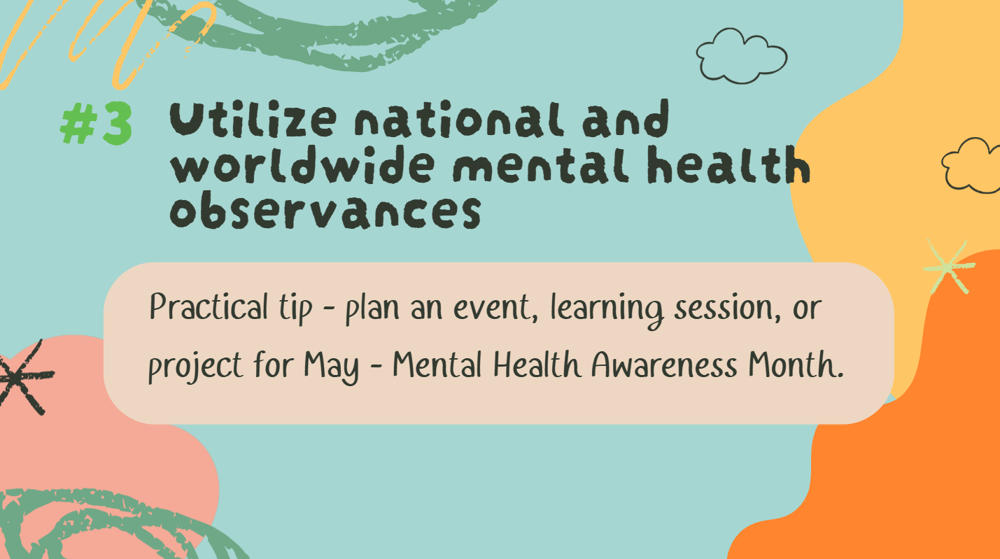 #3 Utilize national and
worldwide mental health
observances
Practical tip - plan an event, learning session, or
project for May - Mental Health Awareness Month.